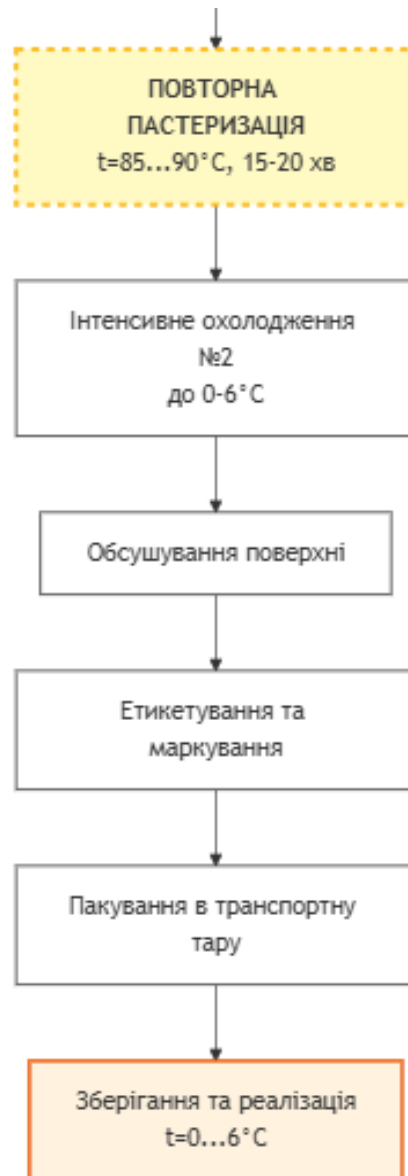 ПОВТОРНА
ПАСТЕРИЗАЦІЯ
t=85...90°C, 15-20 хв
Інтенсивне охолодження
№2
до 0-6°C
Обсушування поверхні
Етикетування та
маркування
Пакування в транспортну
тару
Зберігання та реалізація
t=0...6°C